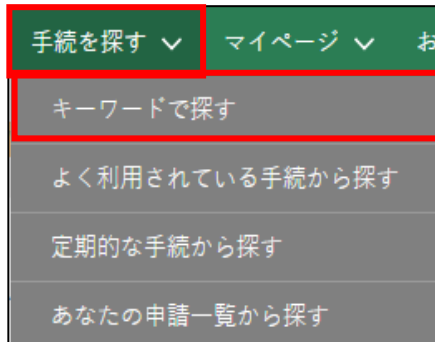 手続を探す マイページ お
キーワードで探す
よく利用されている手続から探す
定期的な手続から探す
あなたの申請一覧から探す